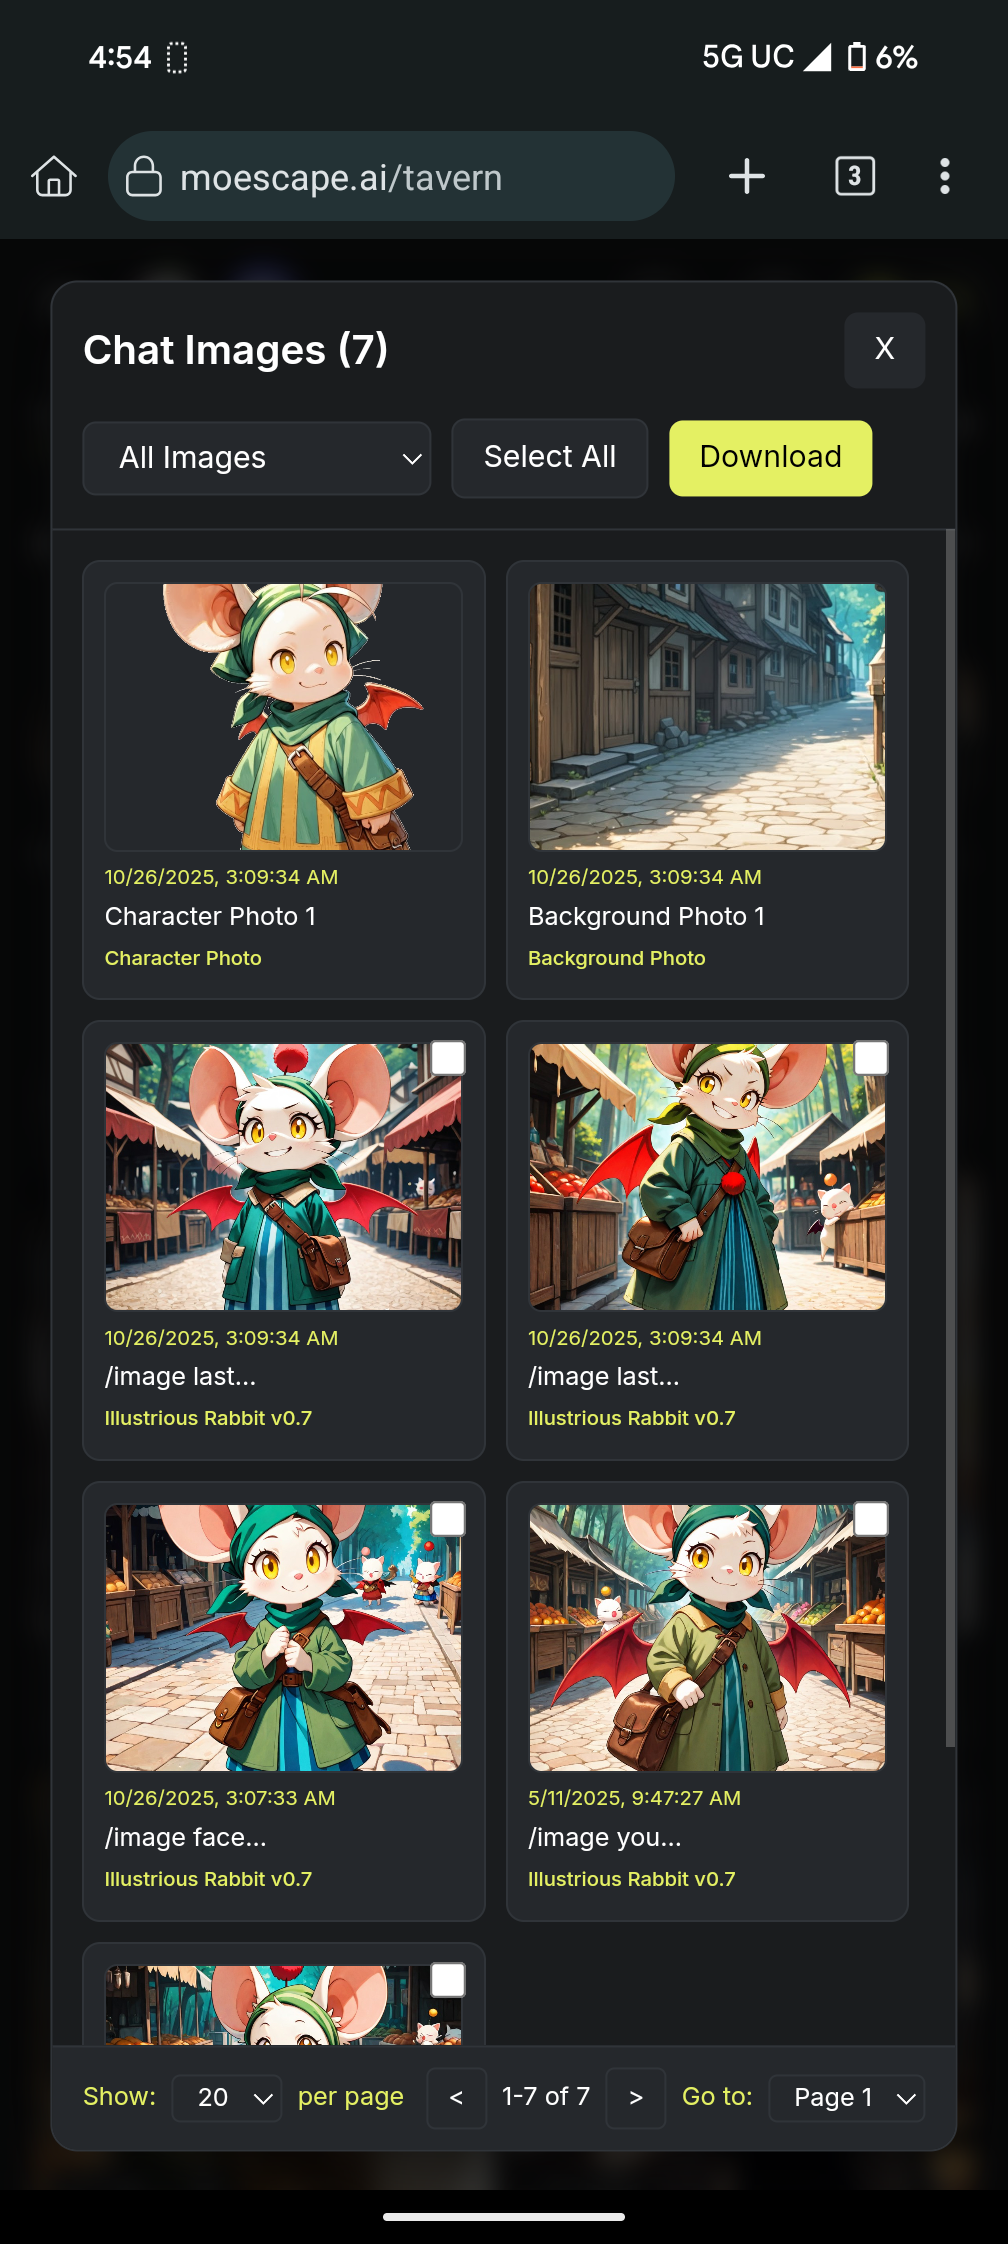 4:54 5G UC 6%
moescape.ai/tavern 3
Chat Images (7) X
All Images Select All Download
10/26/2025, 3:09:34 AM
Character Photo 1
Character Photo
10/26/2025, 3:09:34 AM
Background Photo 1
Background Photo
10/26/2025, 3:09:34 AM
/image last...
Illustrious Rabbit v0.7
10/26/2025, 3:09:34 AM
/image last...
Illustrious Rabbit v0.7
10/26/2025, 3:07:33 AM
/image face...
Illustrious Rabbit v0.7
5/11/2025, 9:47:27 AM
/image you...
Illustrious Rabbit v0.7
Show: 20 per page < 1-7 of 7 > Go to: Page 1